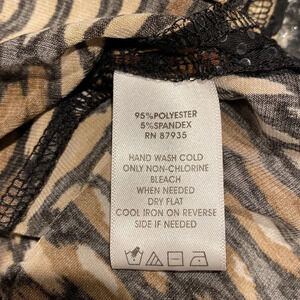 95%POLYESTER
5%SPANDEX
RN 87935
HAND WASH COLD
ONLY NON-CHLORINE
BLEACH
WHEN NEEDED
DRY FLAT
COOL IRON ON REVERSE
SIDE IF NEEDED